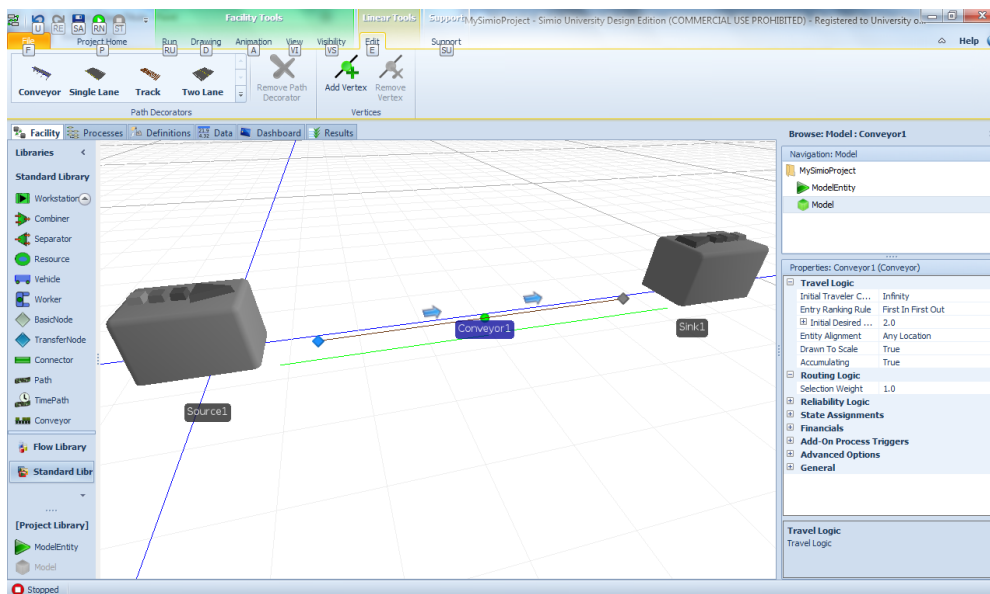 Facility Tools
Linear Tools
Support
MySimioProject - Simio University Design Edition (COMMERCIAL USE PROHIBITED) - Registered to University o...
U RE SA RN ST
File Project Home Run Drawing Animation View Visibility Edit Support Help
F P RU D A VI VS E SU
Conveyor Single Lane Track Two Lane
Remove Path Decorator
Add Vertex
Remove Vertex
Path Decorators
Vertices
Facility Processes Definitions Data Dashboard Results
Libraries <
Standard Library
Workstation
Combiner
Separator
Resource
Vehicle
Worker
BasicNode
TransferNode
Connector
Path
TimePath
Conveyor
Flow Library
Standard Libr
[Project Library]
ModelEntity
Model
Source1
Conveyor1
Sink1
Browse: Model : Conveyor1
Navigation: Model
MySimioProject
ModelEntity
Model
Properties: Conveyor1 (Conveyor)
Travel Logic
Initial Traveler C... Infinity
Entry Ranking Rule First In First Out
Initial Desired ... 2.0
Entity Alignment Any Location
Drawn To Scale True
Accumulating True
Routing Logic
Selection Weight 1.0
Reliability Logic
State Assignments
Financials
Add-On Process Triggers
Advanced Options
General
Travel Logic
Travel Logic
Stopped